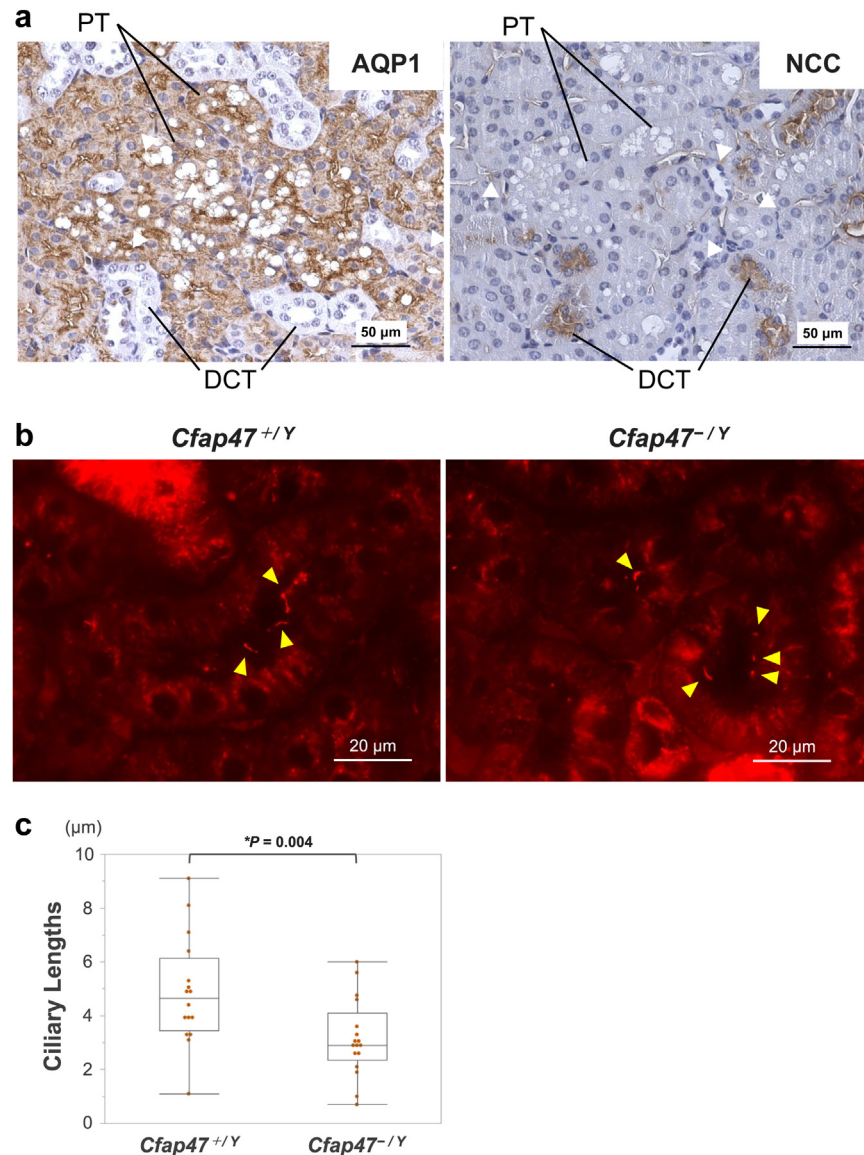 a
PT
AQP1
50 µm
DCT
PT
NCC
50 µm
DCT
b
Cfap47 +/Y
Cfap47 −/Y
20 µm
20 µm
c
(µm)
*P = 0.004
Ciliary Lengths
10
8
6
4
2
0
Cfap47 +/Y
Cfap47 −/Y